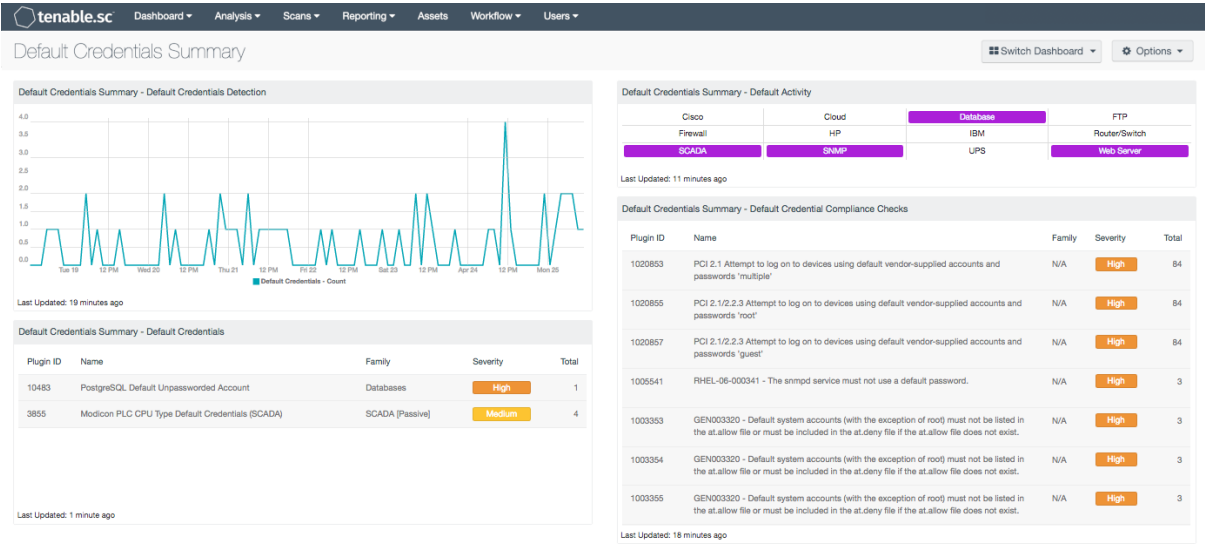 tenable.sc Dashboard Analysis Scans Reporting Assets Workflow Users
Default Credentials Summary
Switch Dashboard Options
Default Credentials Summary - Default Credentials Detection
4.0
3.5
3.0
2.5
2.0
1.5
1.0
0.5
0.0
Tue 19 12 PM Wed 20 12 PM Thu 21 12 PM Fri 22 12 PM Sat 23 12 PM Apr 24 12 PM Mon 25
Default Credentials - Count
Last Updated: 19 minutes ago
Default Credentials Summary - Default Credentials
Plugin ID Name Family Severity Total
10483 PostgreSQL Default Unpassworded Account Databases High 1
3855 Modicon PLC CPU Type Default Credentials (SCADA) SCADA [Passive] Medium 4
Last Updated: 1 minute ago
Default Credentials Summary - Default Activity
Cisco Cloud Database FTP
Firewall HP IBM Router/Switch
SCADA SNMP UPS Web Server
Last Updated: 11 minutes ago
Default Credentials Summary - Default Credential Compliance Checks
Plugin ID Name Family Severity Total
1020853 PCI 2.1 Attempt to log on to devices using default vendor-supplied accounts and N/A High 84
passwords 'multiple'
1020855 PCI 2.1/2.2.3 Attempt to log on to devices using default vendor-supplied accounts and N/A High 84
passwords 'root'
1020857 PCI 2.1/2.2.3 Attempt to log on to devices using default vendor-supplied accounts and N/A High 84
passwords 'guest'
1005541 RHEL-06-000341 - The snmpd service must not use a default password. N/A High 3
1003353 GEN003320 - Default system accounts (with the exception of root) must not be listed in N/A High 3
the at.allow file or must be included in the at.deny file if the at.allow file does not exist.
1003354 GEN003320 - Default system accounts (with the exception of root) must not be listed in N/A High 3
the at.allow file or must be included in the at.deny file if the at.allow file does not exist.
1003355 GEN003320 - Default system accounts (with the exception of root) must not be listed in N/A High 3
the at.allow file or must be included in the at.deny file if the at.allow file does not exist.
Last Updated: 18 minutes ago